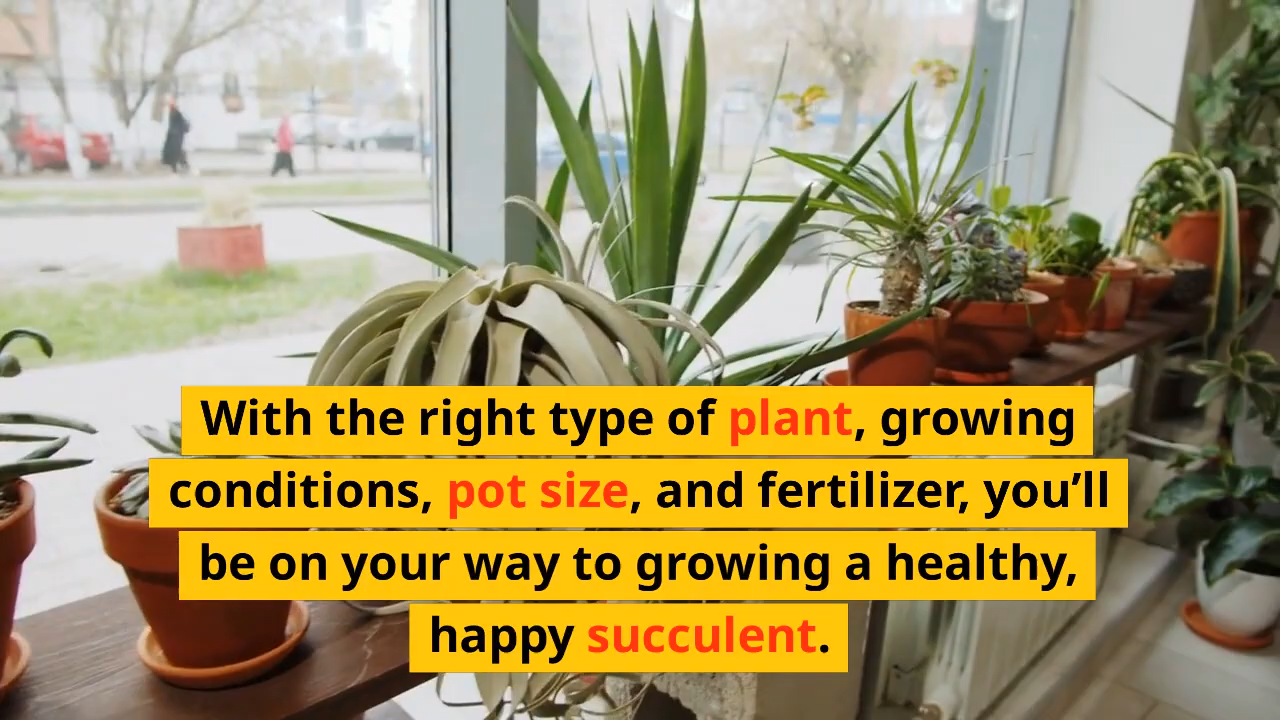 With the right type of plant, growing
conditions, pot size, and fertilizer, you’ll
be on your way to growing a healthy,
happy succulent.